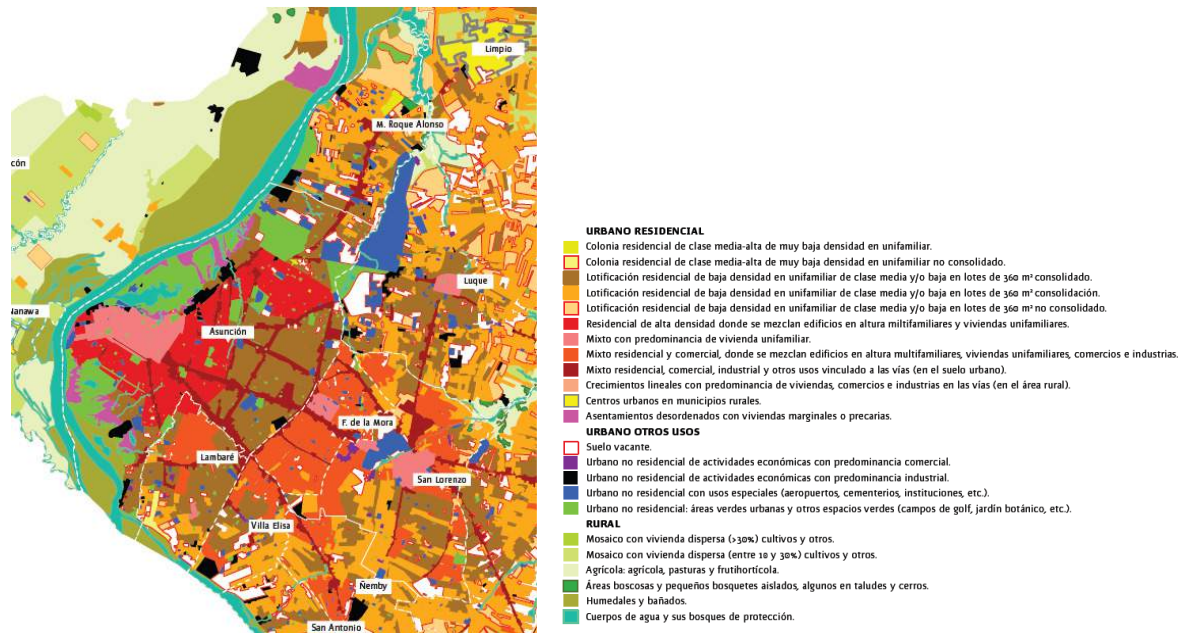 Limpio
M. Roque Alonso
cón
Luque
Nanawa
Asunción
F. de la Mora
Lambaré
San Lorenzo
Villa Elisa
Ñemby
San Antonio
URBANO RESIDENCIAL
Colonia residencial de clase media-alta de muy baja densidad en unifamiliar.
Colonia residencial de clase media-alta de muy baja densidad en unifamiliar no consolidado.
Lotificación residencial de baja densidad en unifamiliar de clase media y/o baja en lotes de 360 m² consolidado.
Lotificación residencial de baja densidad en unifamiliar de clase media y/o baja en lotes de 360 m² consolidación.
Lotificación residencial de baja densidad en unifamiliar de clase media y/o baja en lotes de 360 m² no consolidado.
Residencial de alta densidad donde se mezclan edificios en altura multifamiliares y viviendas unifamiliares.
Mixto con predominancia de vivienda unifamiliar.
Mixto residencial y comercial, donde se mezclan edificios en altura multifamiliares, viviendas unifamiliares, comercios e industrias.
Mixto residencial, comercial, industrial y otros usos vinculado a las vías (en el suelo urbano).
Crecimientos lineales con predominancia de viviendas, comercios e industrias en las vías (en el área rural).
Centros urbanos en municipios rurales.
Asentamientos desordenados con viviendas marginales o precarias.
URBANO OTROS USOS
Suelo vacante.
Urbano no residencial de actividades económicas con predominancia comercial.
Urbano no residencial de actividades económicas con predominancia industrial.
Urbano no residencial con usos especiales (aeropuertos, cementerios, instituciones, etc.).
Urbano no residencial: áreas verdes urbanas y otros espacios verdes (campos de golf, jardín botánico, etc.).
RURAL
Mosaico con vivienda dispersa (>30%) cultivos y otros.
Mosaico con vivienda dispersa (entre 10 y 30%) cultivos y otros.
Agrícola: agrícola, pasturas y frutihortícola.
Áreas boscosas y pequeños bosquetes aislados, algunos en taludes y cerros.
Humedales y bañados.
Cuerpos de agua y sus bosques de protección.